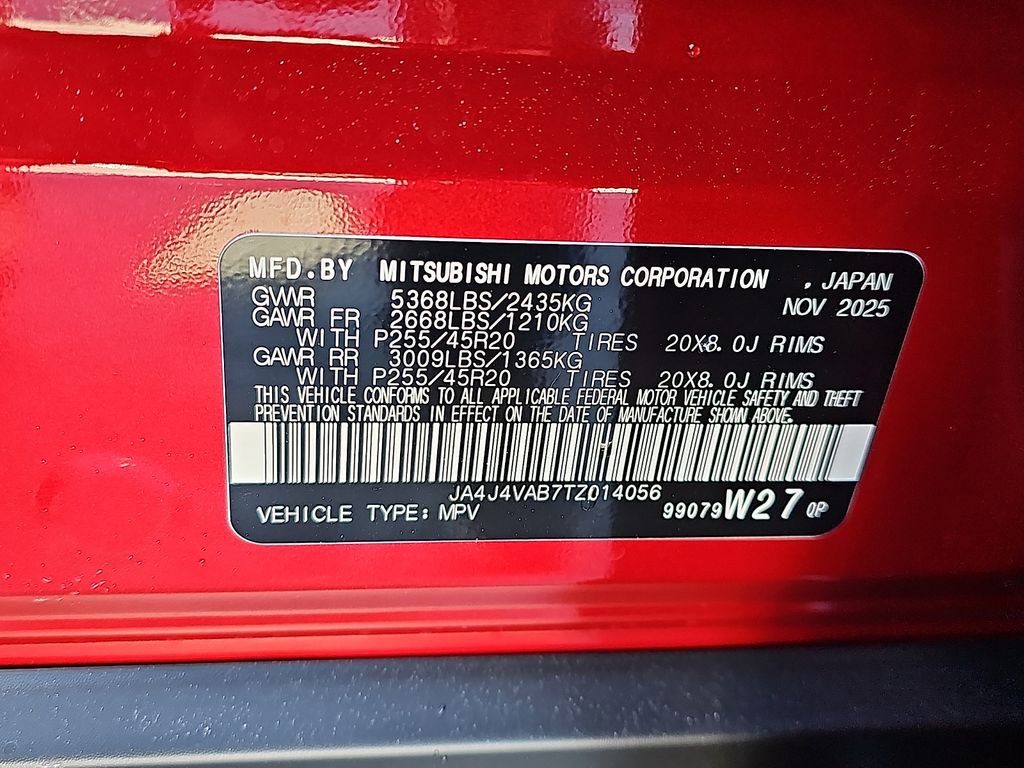 MFD.BY MITSUBISHI MOTORS CORPORATION , JAPAN
GVWR 5368LBS/2435KG NOV 2025
GAWR FR 2668LBS/1210KG
WITH P255/45R20 TIRES 20X8.0J RIMS
GAWR RR 3009LBS/1365KG
WITH P255/45R20 TIRES 20X8.0J RIMS
THIS VEHICLE CONFORMS TO ALL APPLICABLE FEDERAL MOTOR VEHICLE SAFETY AND THEFT
PREVENTION STANDARDS IN EFFECT ON THE DATE OF MANUFACTURE SHOWN ABOVE.
JA4J4VAB7TZ014056
VEHICLE TYPE: MPV 99079W27 QP